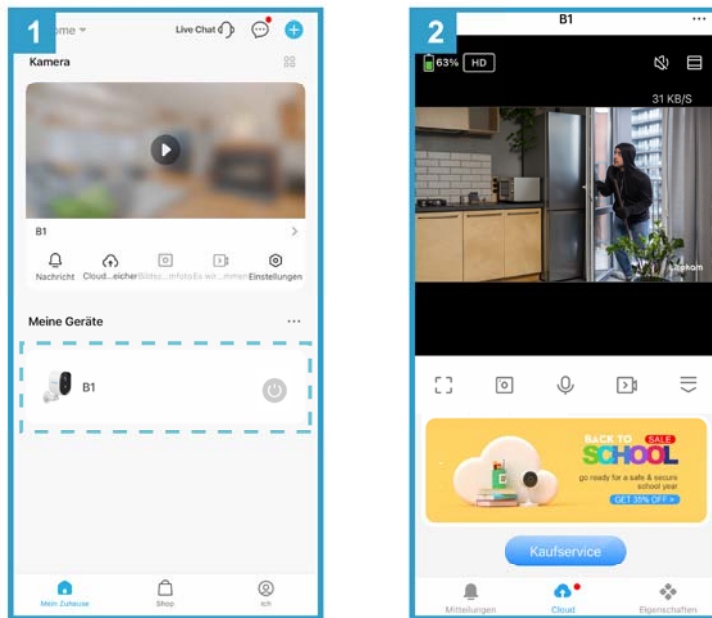 1
ome
Live Chat
Kamera
B1
Nachricht
Cloud...eicher
Einstellungen
Meine Geräte
...
B1
Mein Zuhause
Shop
Ich
2
B1
...
63%
HD
31 KB/S
BACK TO
SALE
SCHOOL
go ready for a safe & secure
school year
GET 35% OFF >
Kaufservice
Mitteilungen
Cloud
Eigenschaften